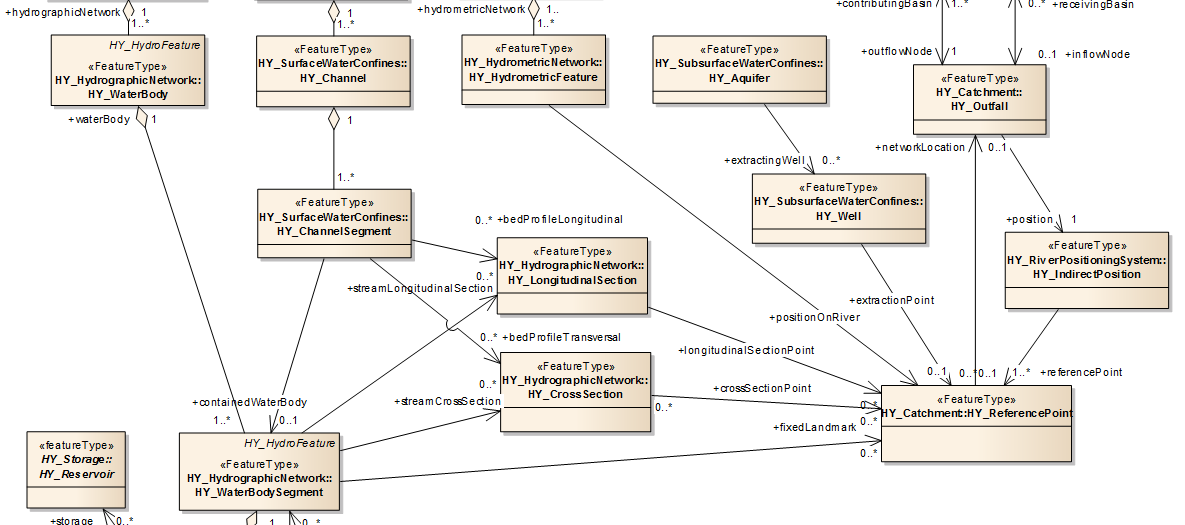 +hydrographicNetwork
1
1..*
+hydrographic
1
1..*
+hydrometricNetwork
1..
1..*
+contributingBasin
1..*
0..*
+receivingBasin
HY_HydroFeature
«FeatureType»
HY_HydrographicNetwork::
HY_WaterBody
«FeatureType»
HY_SurfaceWaterConfines::
HY_Channel
«FeatureType»
HY_HydrometricNetwork::
HY_HydrometricFeature
«FeatureType»
HY_SubsurfaceWaterConfines::
HY_Aquifer
+outflowNode
1
0..1
+inflowNode
«FeatureType»
HY_Catchment::
HY_Outfall
+waterBody
1
1
1..*
+extractingWell
0..*
+networkLocation
0..1
«FeatureType»
HY_SurfaceWaterConfines::
HY_ChannelSegment
«FeatureType»
HY_SubsurfaceWaterConfines::
HY_Well
+position
1
0..*
+bedProfileLongitudinal
«FeatureType»
HY_HydrographicNetwork::
HY_LongitudinalSection
«FeatureType»
HY_RiverPositioningSystem::
HY_IndirectPosition
0..*
+streamLongitudinalSection
+extractionPoint
+positionOnRiver
0..*
+bedProfileTransversal
+longitudinalSectionPoint
«FeatureType»
HY_HydrographicNetwork::
HY_CrossSection
0..*
+streamCrossSection
+crossSectionPoint
0..*
0..1
0..*
0..1
1..*
+referencePoint
«FeatureType»
HY_Catchment::HY_ReferencePoint
0..*
0..*
+containedWaterBody
1..*
0..1
+fixedLandmark
0..*
«featureType»
HY_Storage::
HY_Reservoir
HY_HydroFeature
«FeatureType»
HY_HydrographicNetwork::
HY_WaterBodySegment
+storage
0..*
1
0..*